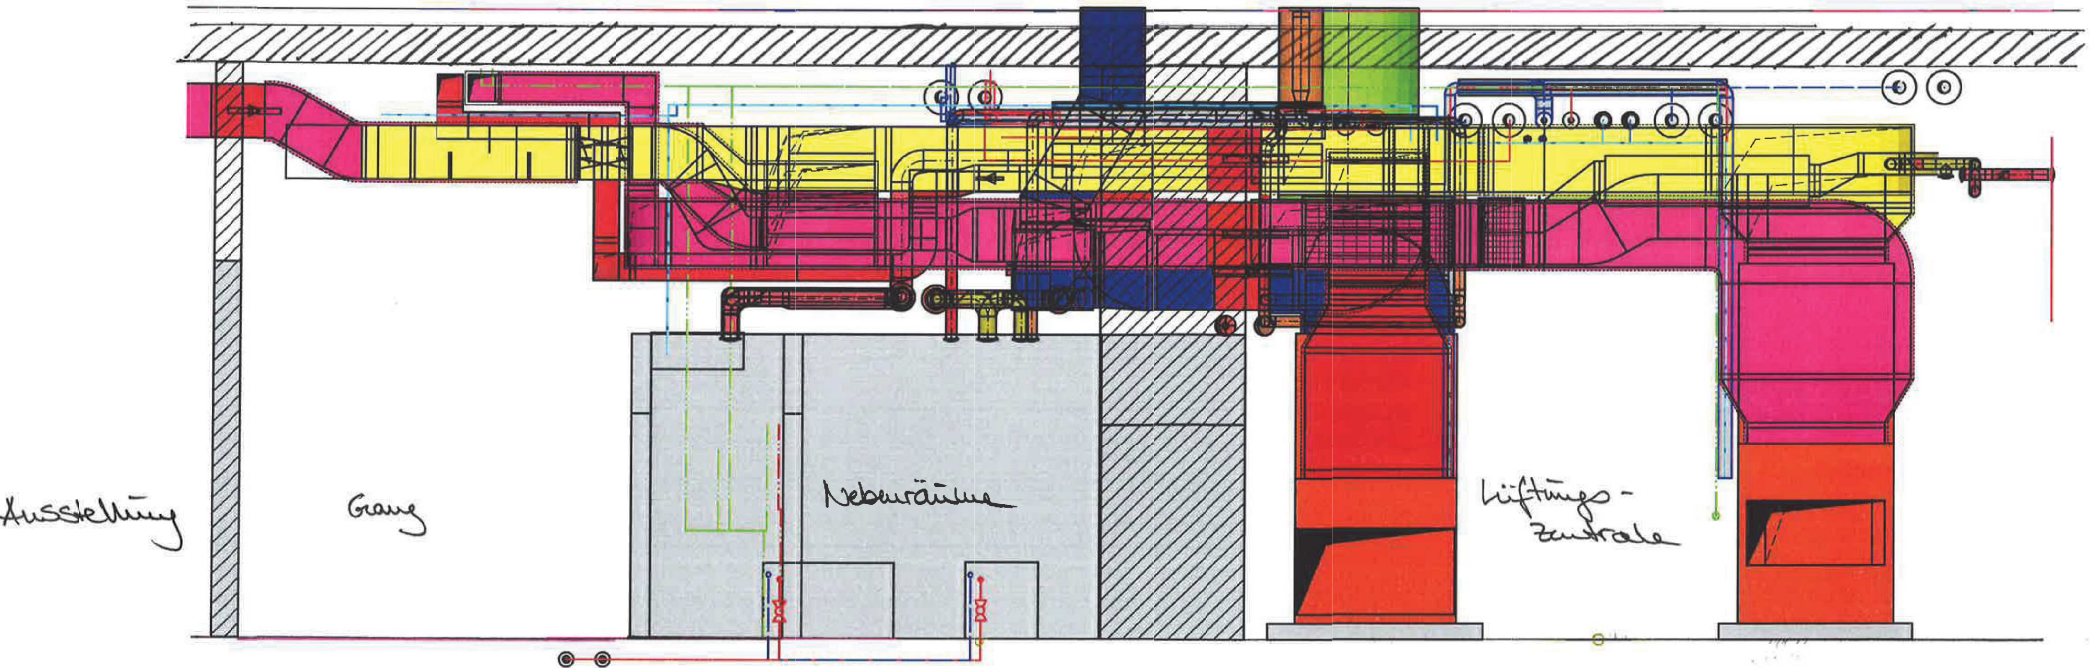 Ausstellung
Gang
Nebenräume
Lüftungs-
zentrale